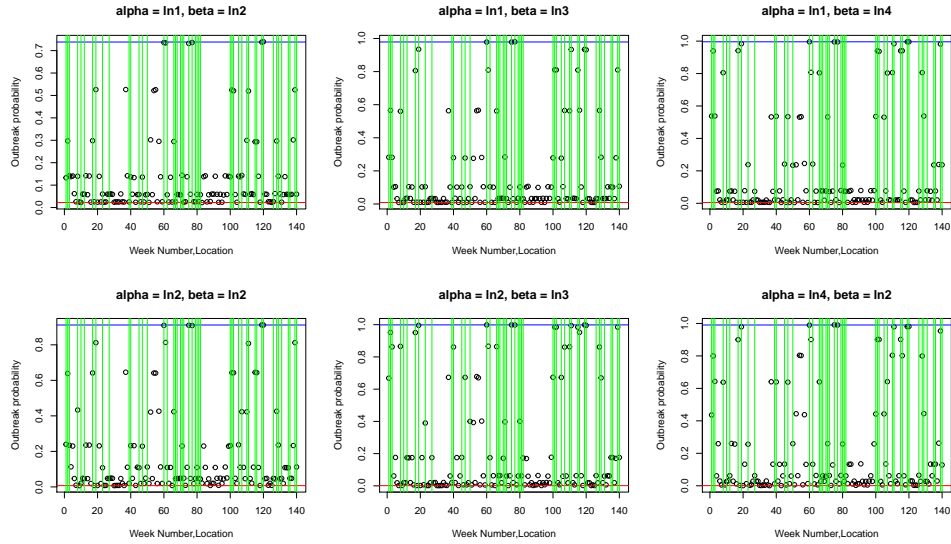 alpha = ln1, beta = ln2
alpha = ln1, beta = ln3
alpha = ln1, beta = ln4
Outbreak probability
0.0 0.1 0.2 0.3 0.4 0.5 0.6 0.7
0 20 40 60 80 100 120 140
Week Number,Location
Outbreak probability
0.0 0.2 0.4 0.6 0.8 1.0
0 20 40 60 80 100 120 140
Week Number,Location
Outbreak probability
0.0 0.2 0.4 0.6 0.8 1.0
0 20 40 60 80 100 120 140
Week Number,Location
alpha = ln2, beta = ln2
alpha = ln2, beta = ln3
alpha = ln4, beta = ln2
Outbreak probability
0.0 0.2 0.4 0.6 0.8
0 20 40 60 80 100 120 140
Week Number,Location
Outbreak probability
0.0 0.2 0.4 0.6 0.8 1.0
0 20 40 60 80 100 120 140
Week Number,Location
Outbreak probability
0.0 0.2 0.4 0.6 0.8 1.0
0 20 40 60 80 100 120 140
Week Number,Location